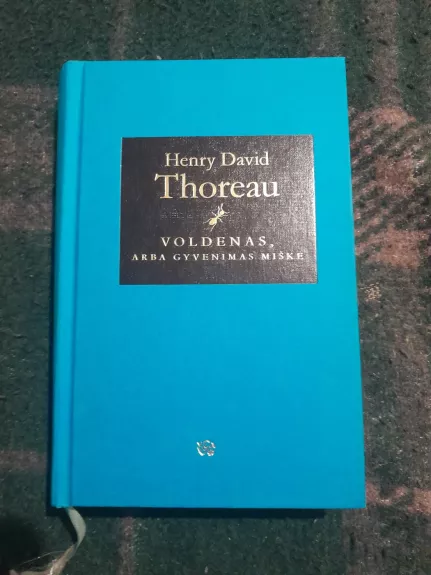 Henry David
Thoreau
VOLDENAS,
ARBA GYVENIMAS MIŠKE